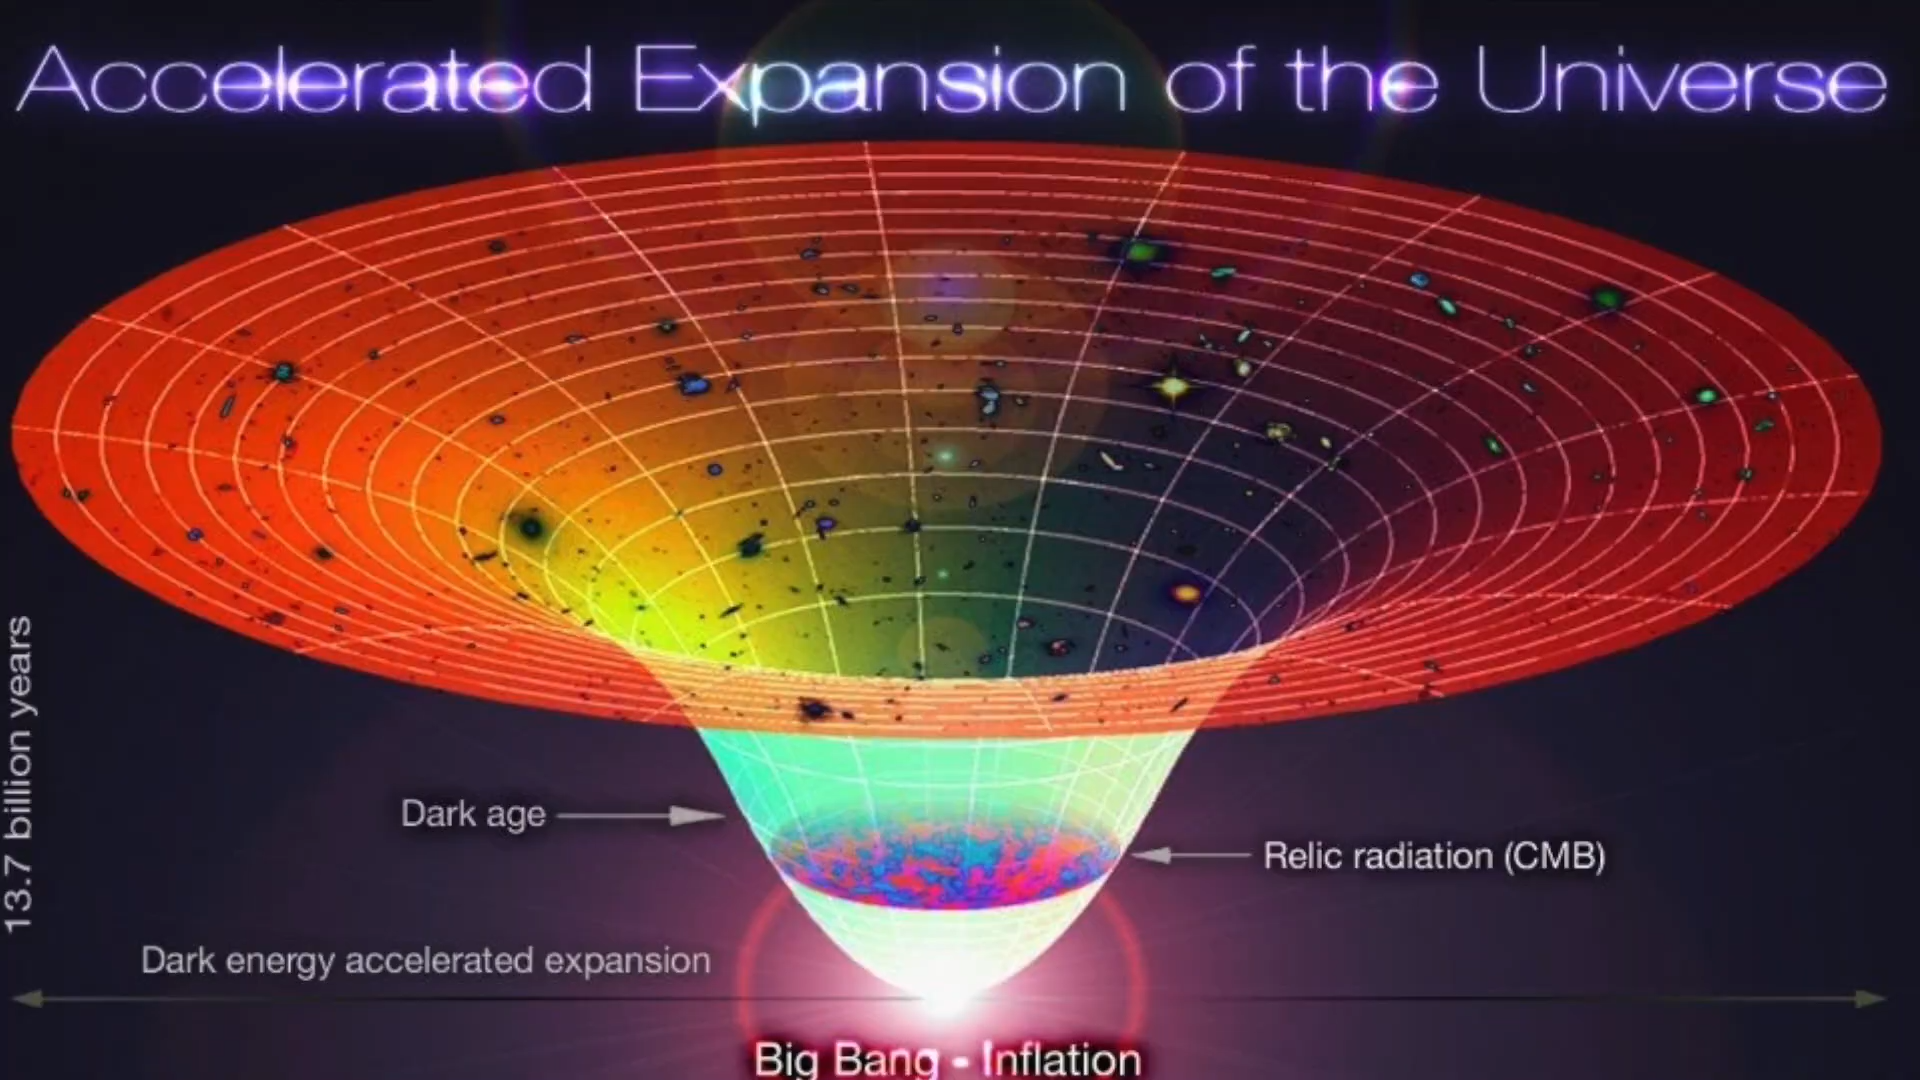 Accelerated Expansion of the Universe
13.7 billion years
Dark age
Relic radiation (CMB)
Dark energy accelerated expansion
Big Bang - Inflation